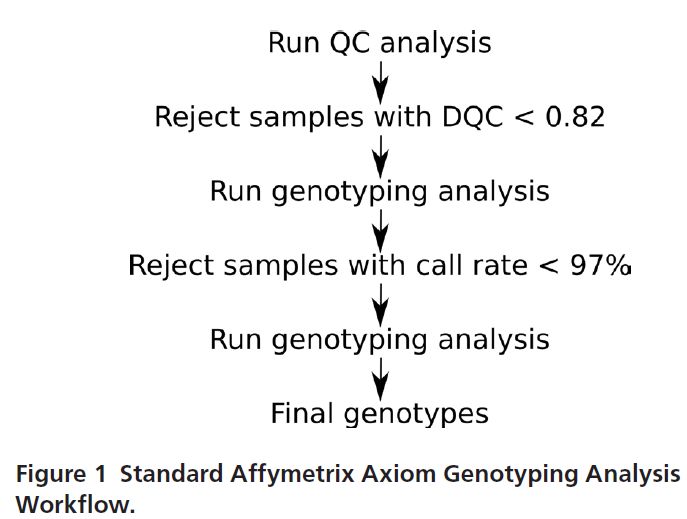 Run QC analysis
Reject samples with DQC < 0.82
Run genotyping analysis
Reject samples with call rate < 97%
Run genotyping analysis
Final genotypes
Figure 1 Standard Affymetrix Axiom Genotyping Analysis
Workflow.